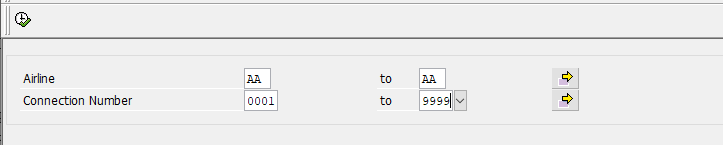 Airline AA to AA
Connection Number 0001 to 9999